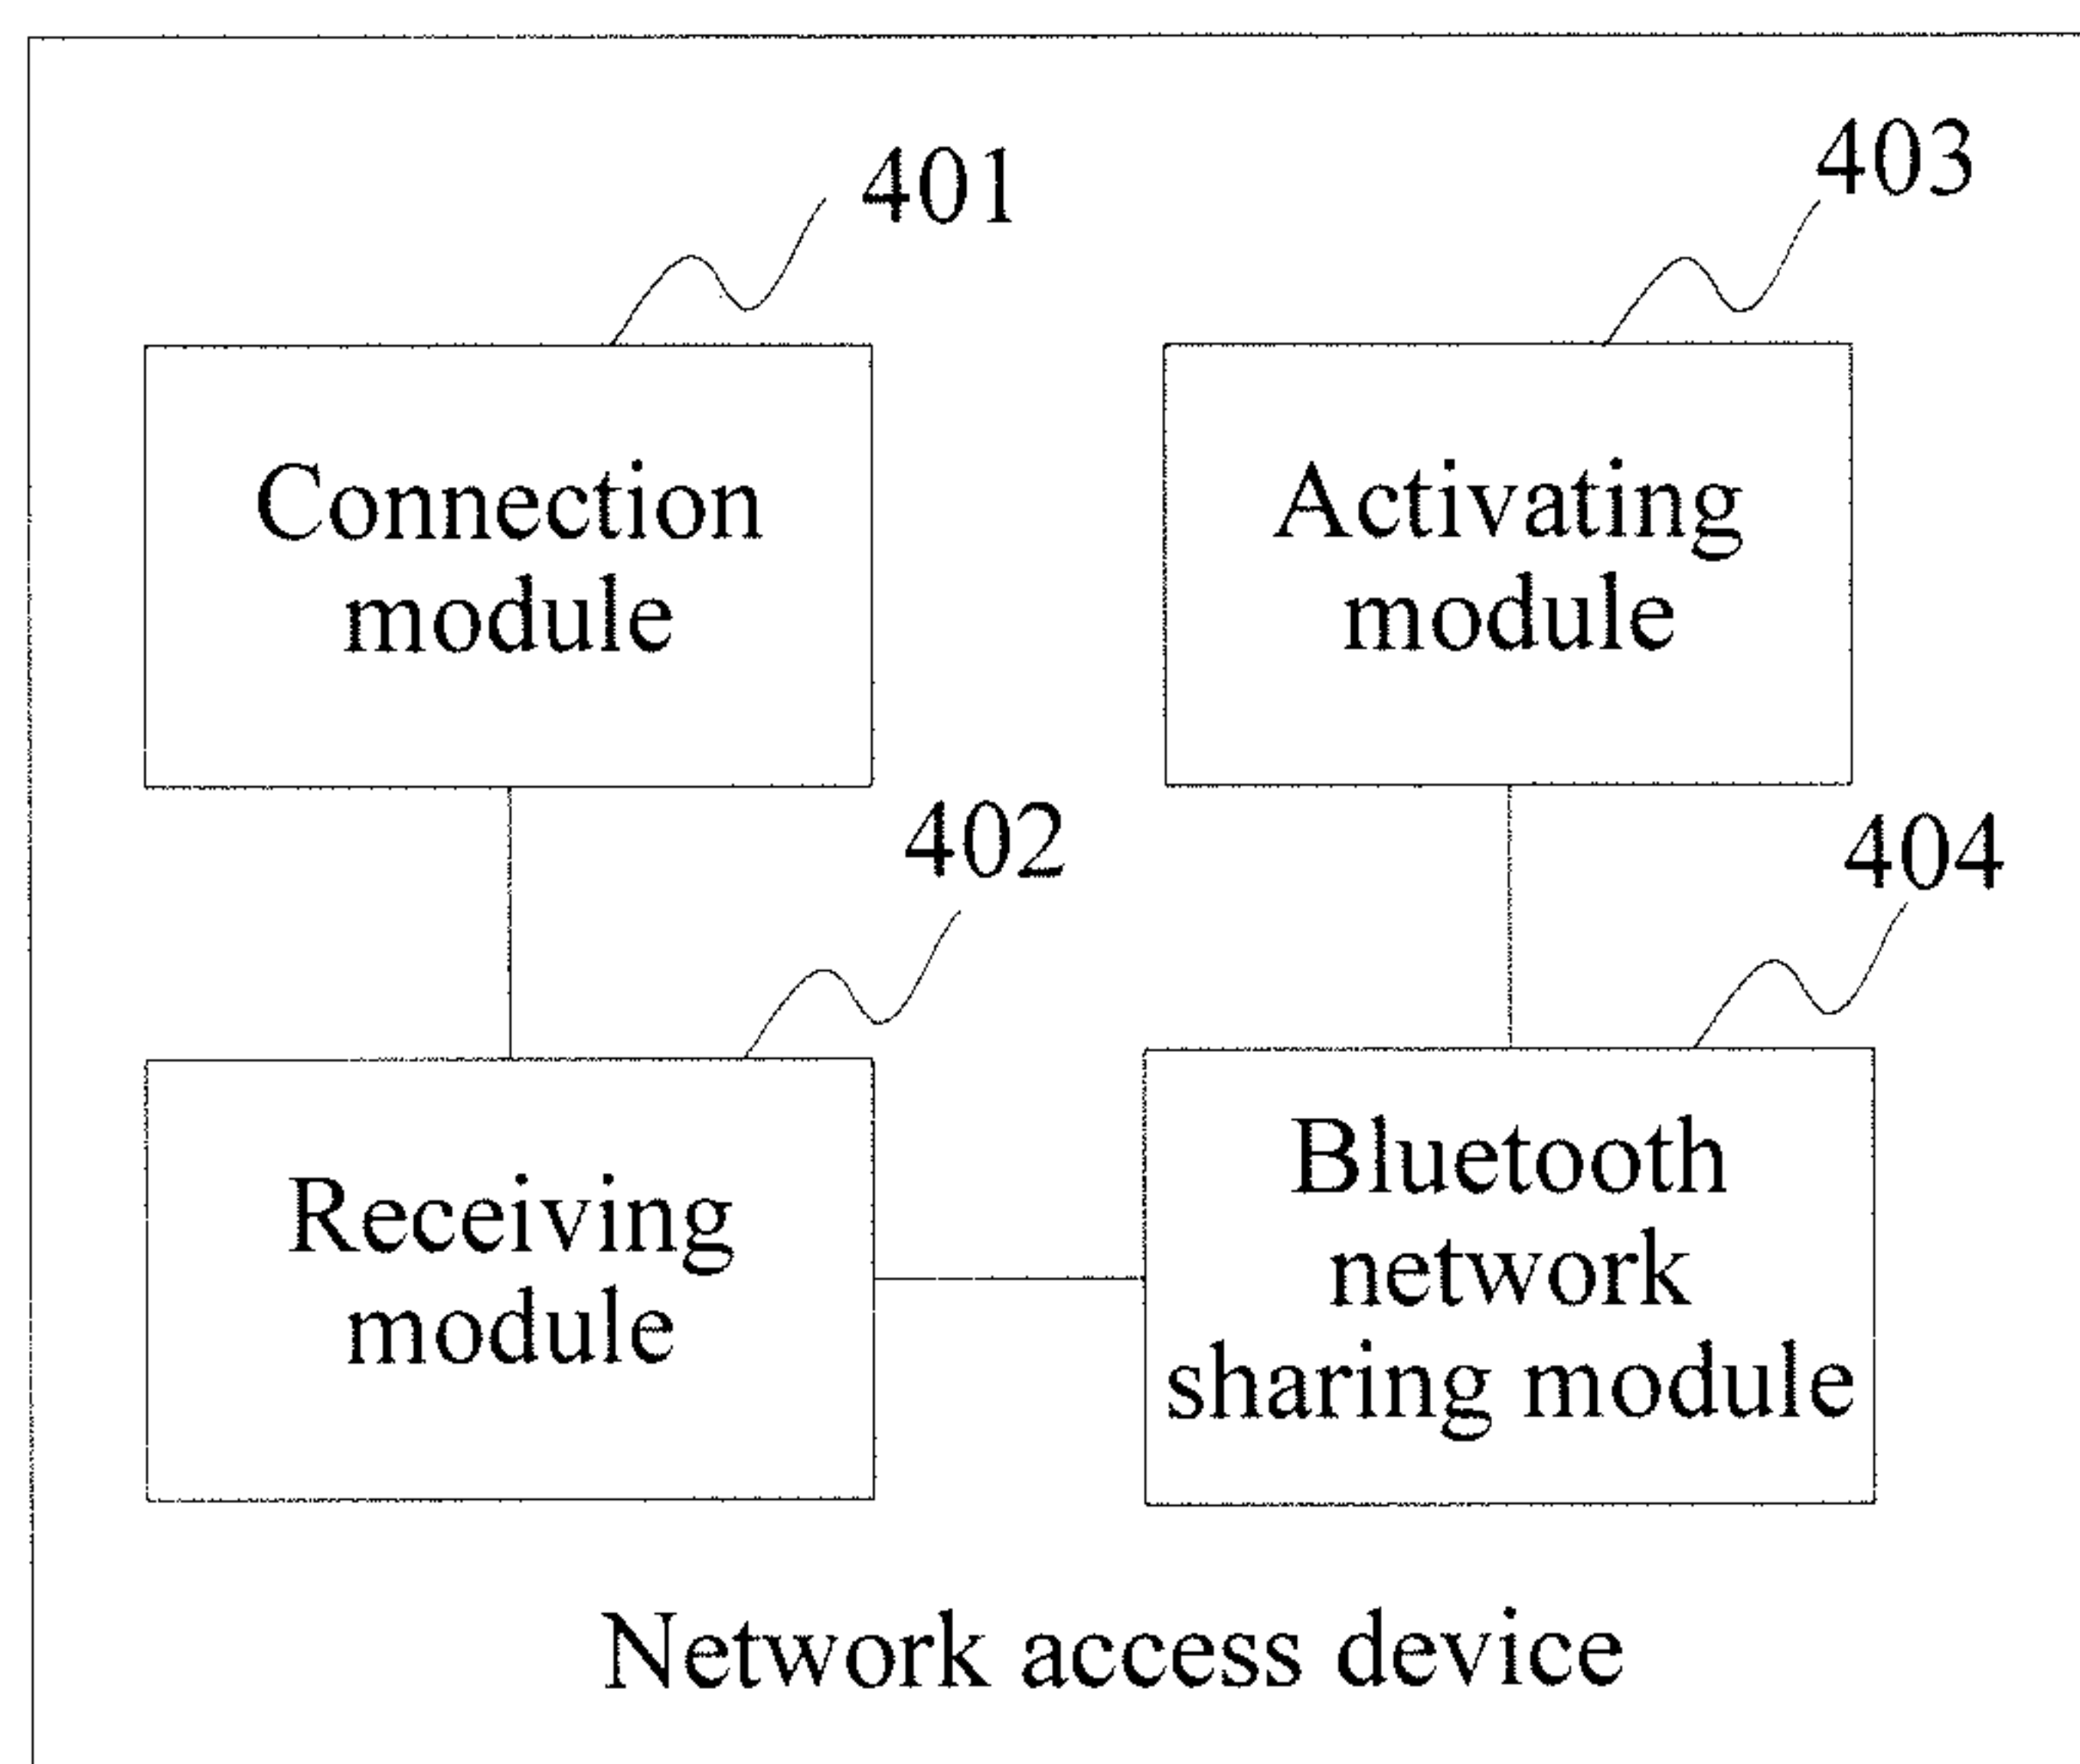 401
403
Connection
module
Activating
module
402
404
Receiving
module
Bluetooth
network
sharing module
Network access device